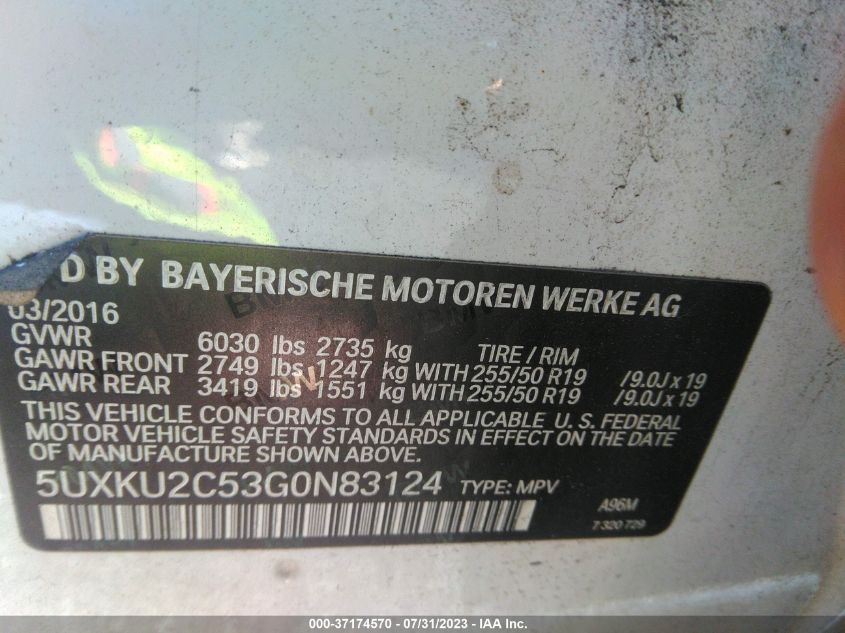 D BY BAYERISCHE MOTOREN WERKE AG
03/2016
GVWR 6030 lbs 2735 kg TIRE / RIM
GAWR FRONT 2749 lbs 1247 kg WITH 255/50 R19 /9.0J x 19
GAWR REAR 3419 lbs 1551 kg WITH 255/50 R19 /9.0J x 19
THIS VEHICLE CONFORMS TO ALL APPLICABLE U. S. FEDERAL
MOTOR VEHICLE SAFETY STANDARDS IN EFFECT ON THE DATE
OF MANUFACTURE SHOWN ABOVE.
5UXKU2C53G0N83124 TYPE: MPV
A96M
7 320 729
000-37174570 / 07/31/2023 - IAA Inc.